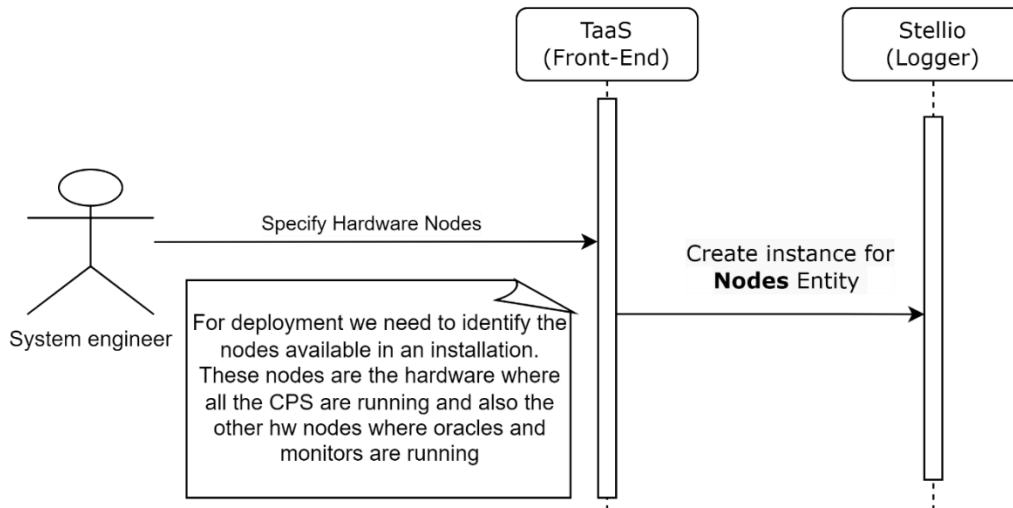 TaaS
(Front-End)
Stellio
(Logger)
Specify Hardware Nodes
Create instance for
Nodes Entity
System engineer
For deployment we need to identify the
nodes available in an installation.
These nodes are the hardware where
all the CPS are running and also the
other hw nodes where oracles and
monitors are running